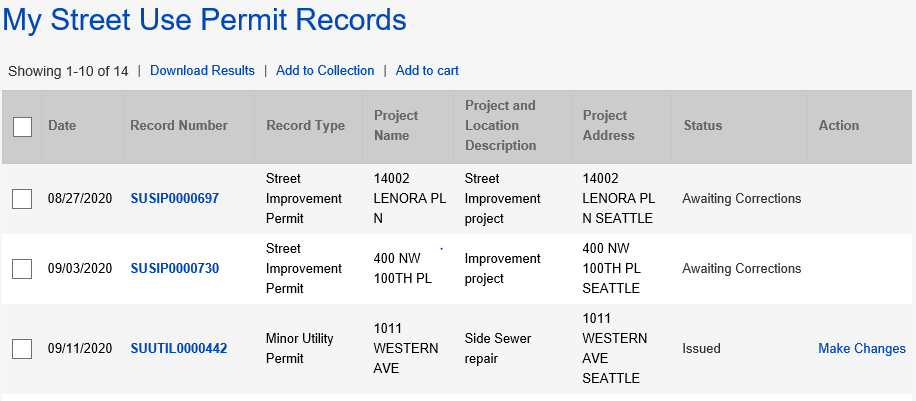 My Street Use Permit Records
Showing 1-10 of 14 | Download Results | Add to Collection | Add to cart
Date
Record Number
Record Type
Project
Name
Project and
Location
Description
Project
Address
Status
Action
08/27/2020
SUSIP0000697
Street
Improvement
Permit
14002
LENORA PL
N
Street
Improvement
project
14002
LENORA PL
N SEATTLE
Awaiting Corrections
09/03/2020
SUSIP0000730
Street
Improvement
Permit
400 NW
100TH PL
Improvement
project
400 NW
100TH PL
SEATTLE
Awaiting Corrections
09/11/2020
SUUTIL0000442
Minor Utility
Permit
1011
WESTERN
AVE
Side Sewer
repair
1011
WESTERN
AVE
SEATTLE
Issued
Make Changes